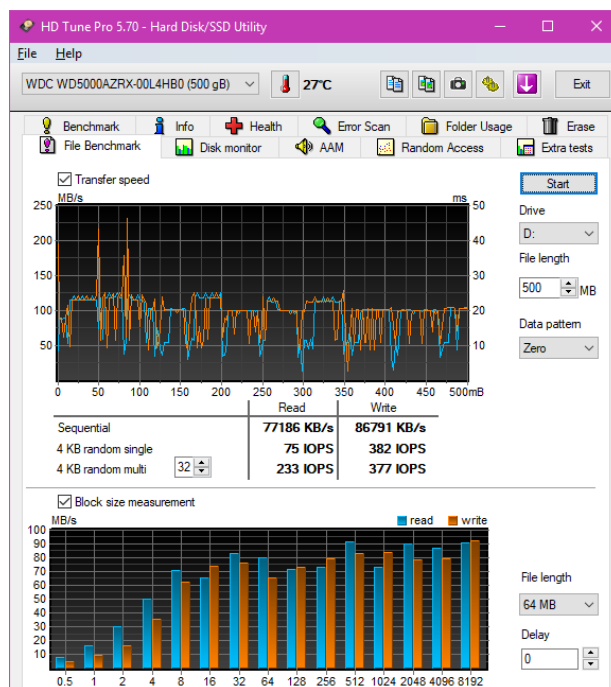 HD Tune Pro 5.70 - Hard Disk/SSD Utility
File Help
WDC WD5000AZRX-00L4HB0 (500 gB) 27°C Exit
Benchmark Info Health Error Scan Folder Usage Erase
File Benchmark Disk monitor AAM Random Access Extra tests
Transfer speed Start
MB/s ms
250 50
Drive
200 40
D:
File length
150 30
500 MB
100 20
Data pattern
50 10
Zero
0 50 100 150 200 250 300 350 400 450 500mB
Read Write
Sequential 77186 KB/s 86791 KB/s
4 KB random single 75 IOPS 382 IOPS
4 KB random multi 32 233 IOPS 377 IOPS
Block size measurement
MB/s read write
100
90
80
70
60
File length
50
64 MB
40
30
Delay
20
0
10
0.5 1 2 4 8 16 32 64 128 256 512 1024 2048 4096 8192